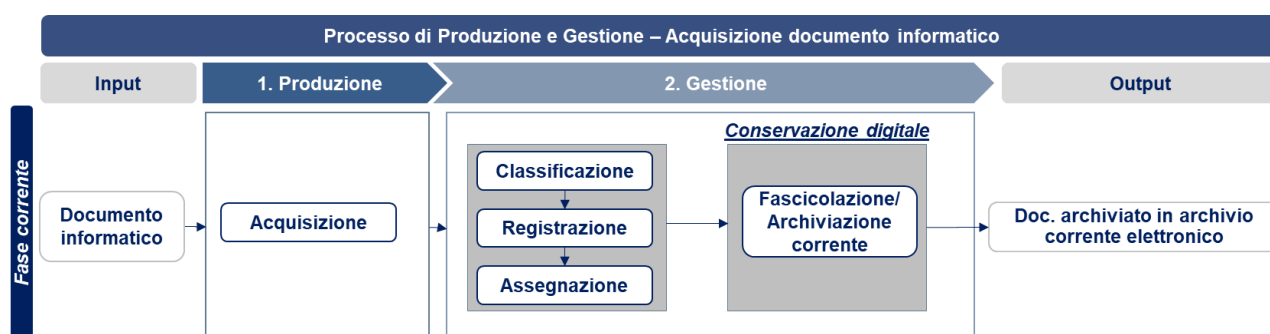 Processo di Produzione e Gestione – Acquisizione documento informatico
Input
1. Produzione
2. Gestione
Output
Fase corrente
Documento
informatico
Acquisizione
Classificazione
Registrazione
Assegnazione
Conservazione digitale
Fascicolazione/
Archiviazione
corrente
Doc. archiviato in archivio
corrente elettronico